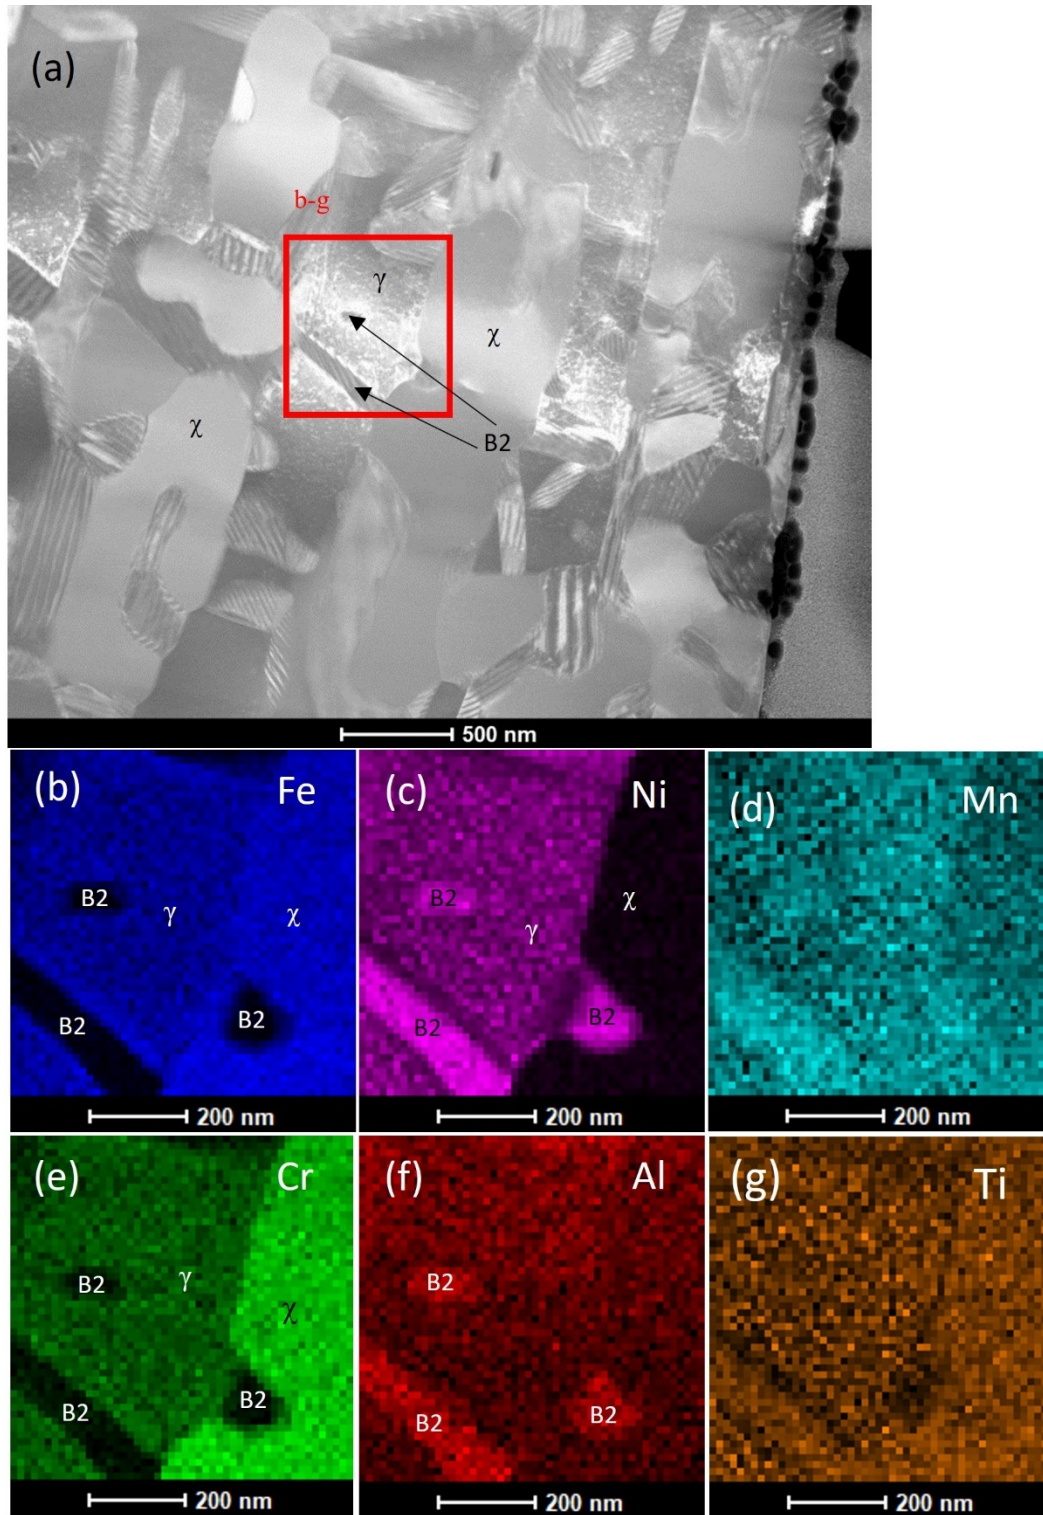 (a)
b-g
γ
χ
χ
B2
500 nm
(b) Fe
B2
γ χ
B2
B2
200 nm
(c) Ni
B2
χ
γ
B2
B2
200 nm
(d) Mn
200 nm
(e) Cr
γ
B2
χ
B2
B2
200 nm
(f) Al
B2
B2
B2
200 nm
(g) Ti
200 nm